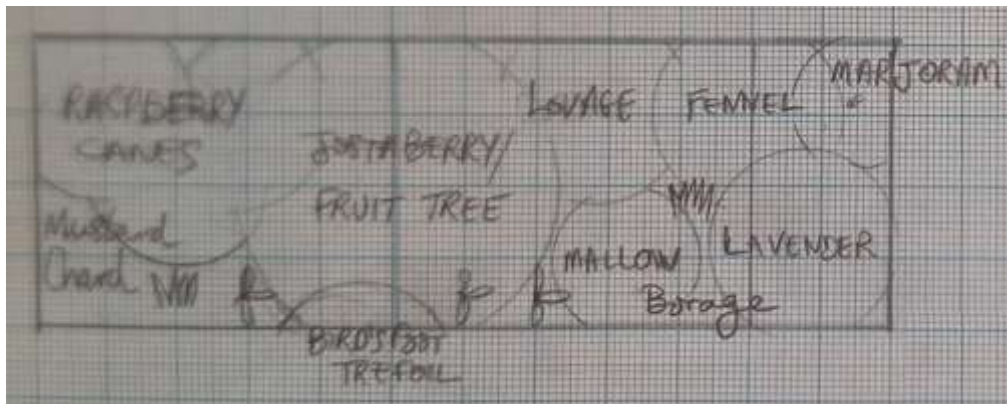 RASPBERRY
CANES
JOSTABERRY/
FRUIT TREE
LOVAGE
FENNEL
MARJORAM
Mustard
Chard
MALLOW
LAVENDER
Borage
BIRDSFOOT
TREFOIL